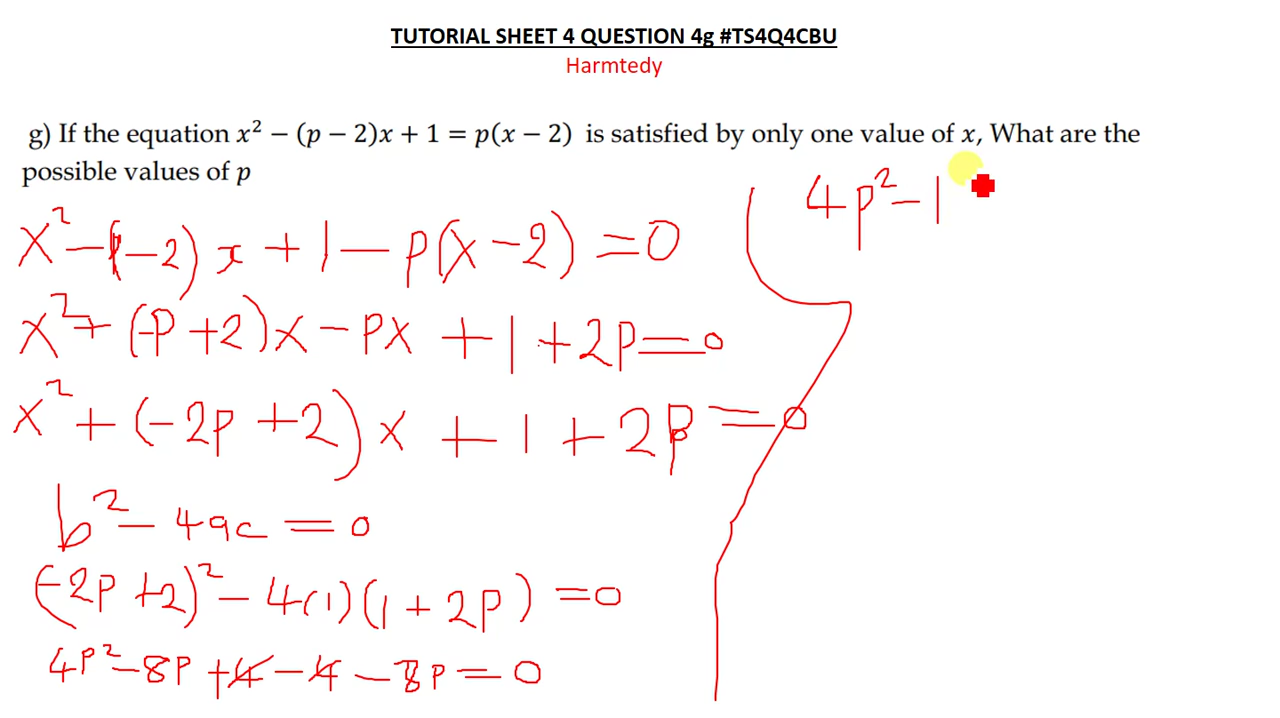 TUTORIAL SHEET 4 QUESTION 4g #TS4Q4CBU
Harmtedy
g) If the equation x² − (p − 2)x + 1 = p(x − 2) is satisfied by only one value of x, What are the
possible values of p
x² − (p − 2) x + 1 − p(x − 2) = 0
x² + (−p + 2)x − px + 1 + 2p = 0
x² + (−2p + 2) x + 1 + 2p = 0
b² − 4ac = 0
(−2p + 2)² − 4(1)(1 + 2p) = 0
4p² − 8p + 4 − 4 − 8p = 0
4p² − 1